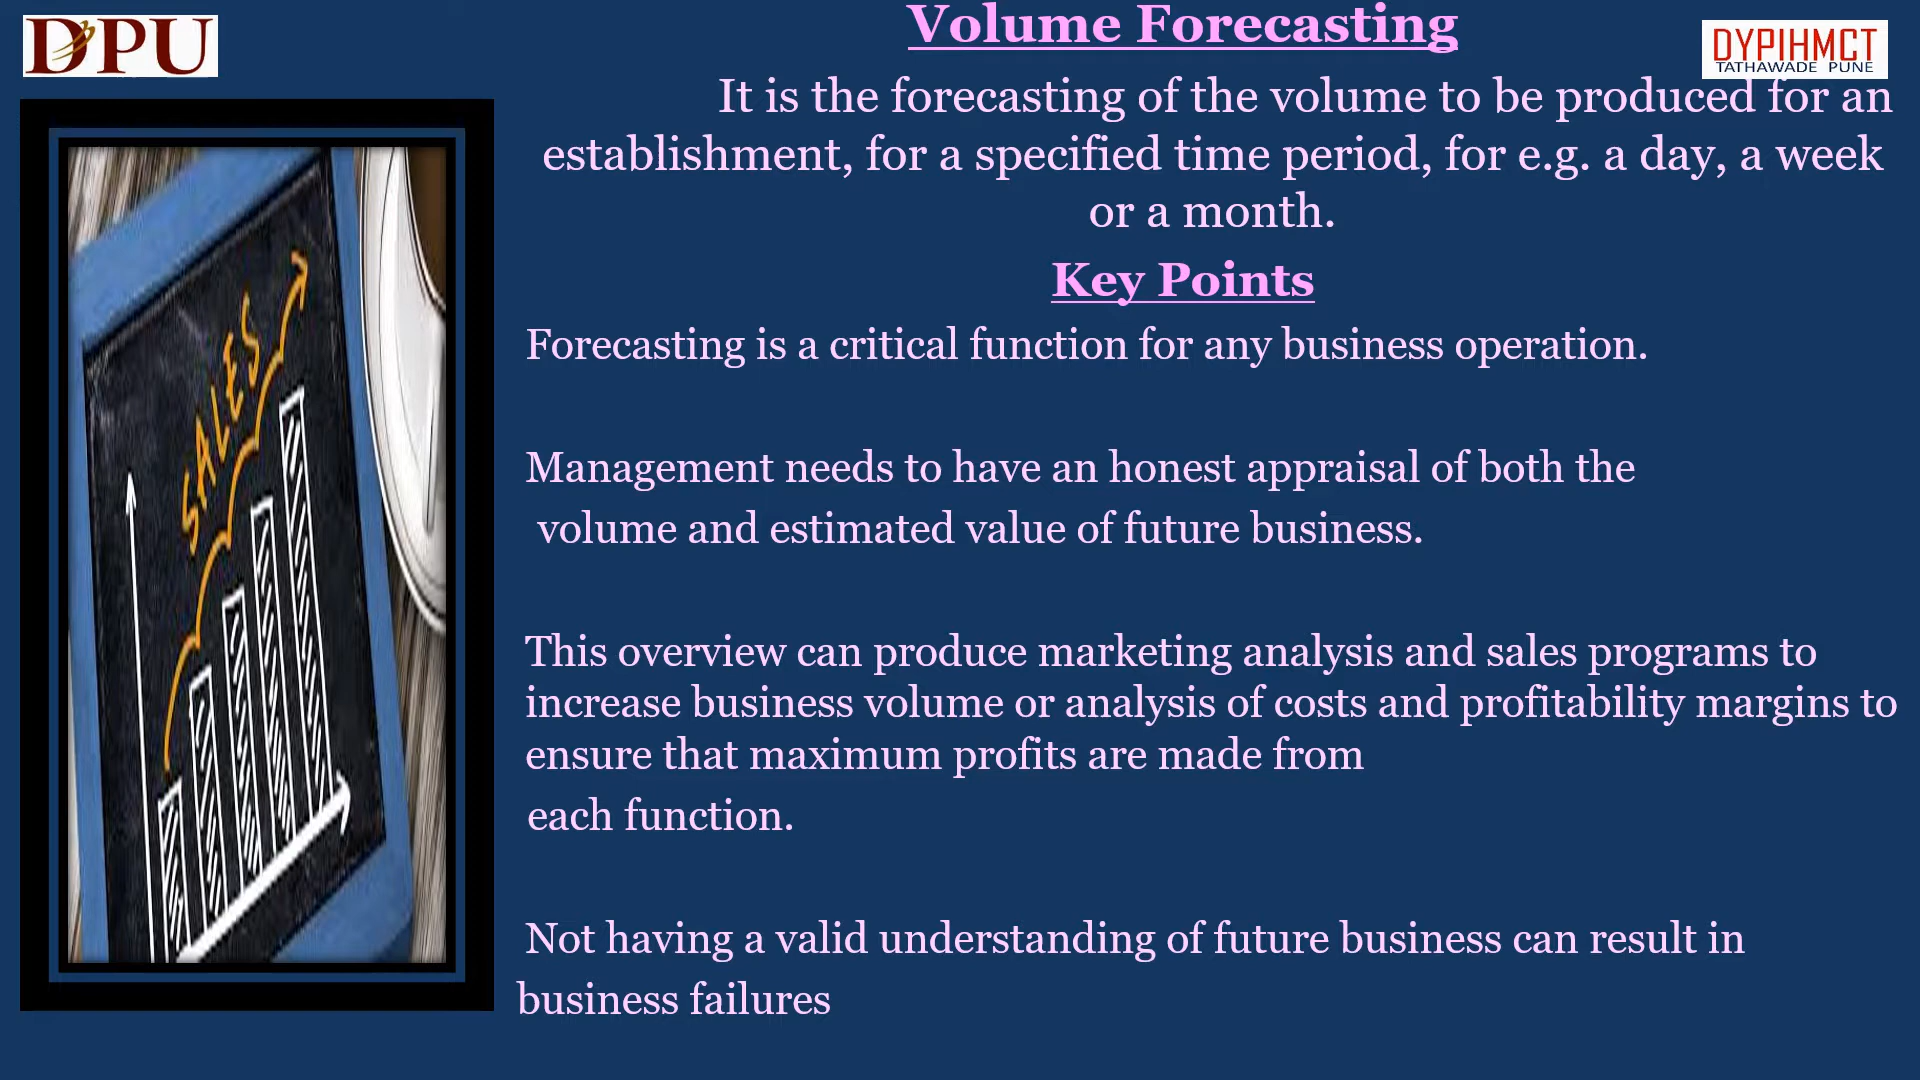 DPU
Volume Forecasting
DYPIHMCT
TATHAWADE PUNE
It is the forecasting of the volume to be produced for an
establishment, for a specified time period, for e.g. a day, a week
or a month.
Key Points
Forecasting is a critical function for any business operation.
Management needs to have an honest appraisal of both the
volume and estimated value of future business.
This overview can produce marketing analysis and sales programs to
increase business volume or analysis of costs and profitability margins to
ensure that maximum profits are made from
each function.
Not having a valid understanding of future business can result in
business failures
SALES